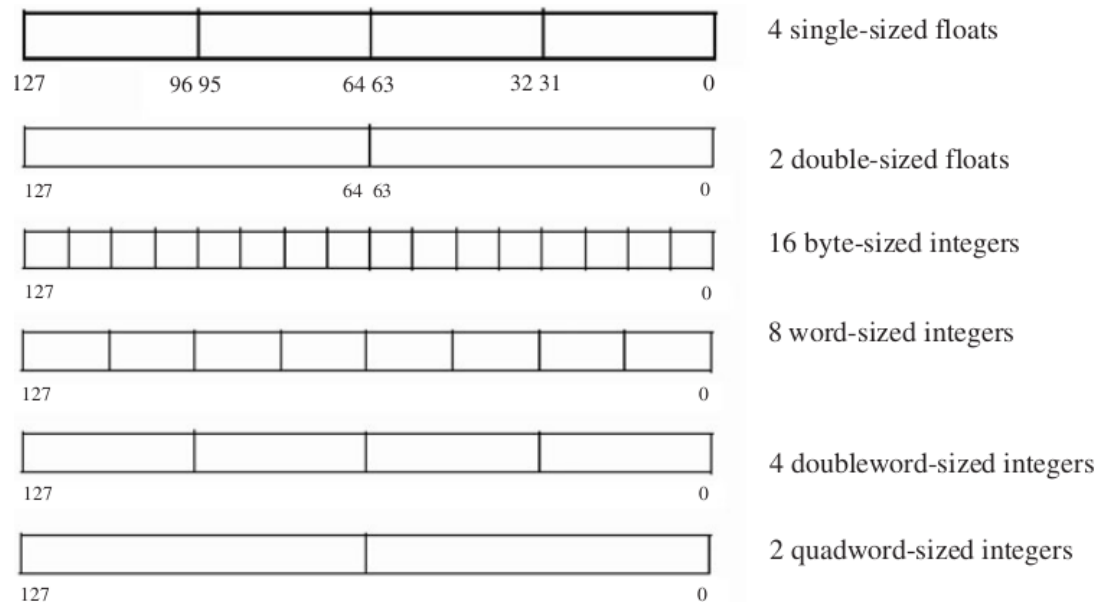 4 single-sized floats
127 96 95 64 63 32 31 0
2 double-sized floats
127 64 63 0
16 byte-sized integers
127 0
8 word-sized integers
127 0
4 doubleword-sized integers
127 0
2 quadword-sized integers
127 0